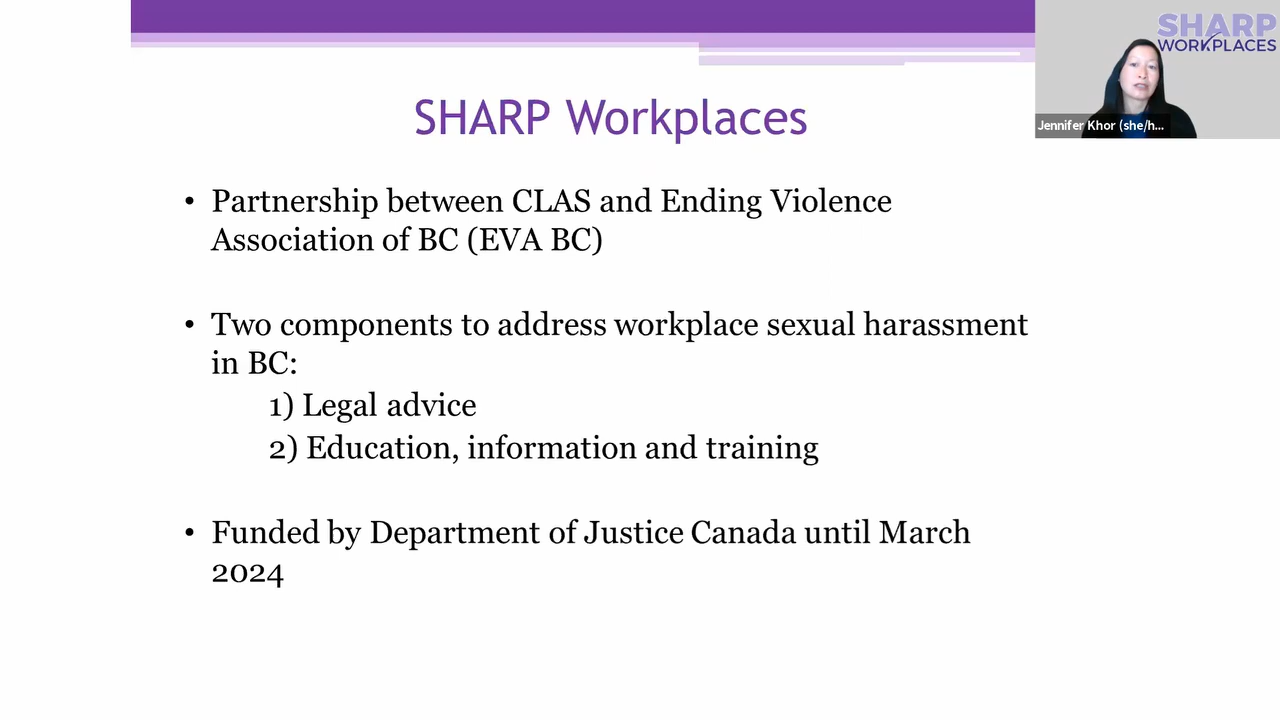 SHARP
WORKPLACES
Jennifer Khor (she/h...
SHARP Workplaces
• Partnership between CLAS and Ending Violence
Association of BC (EVA BC)
• Two components to address workplace sexual harassment
in BC:
1) Legal advice
2) Education, information and training
• Funded by Department of Justice Canada until March
2024